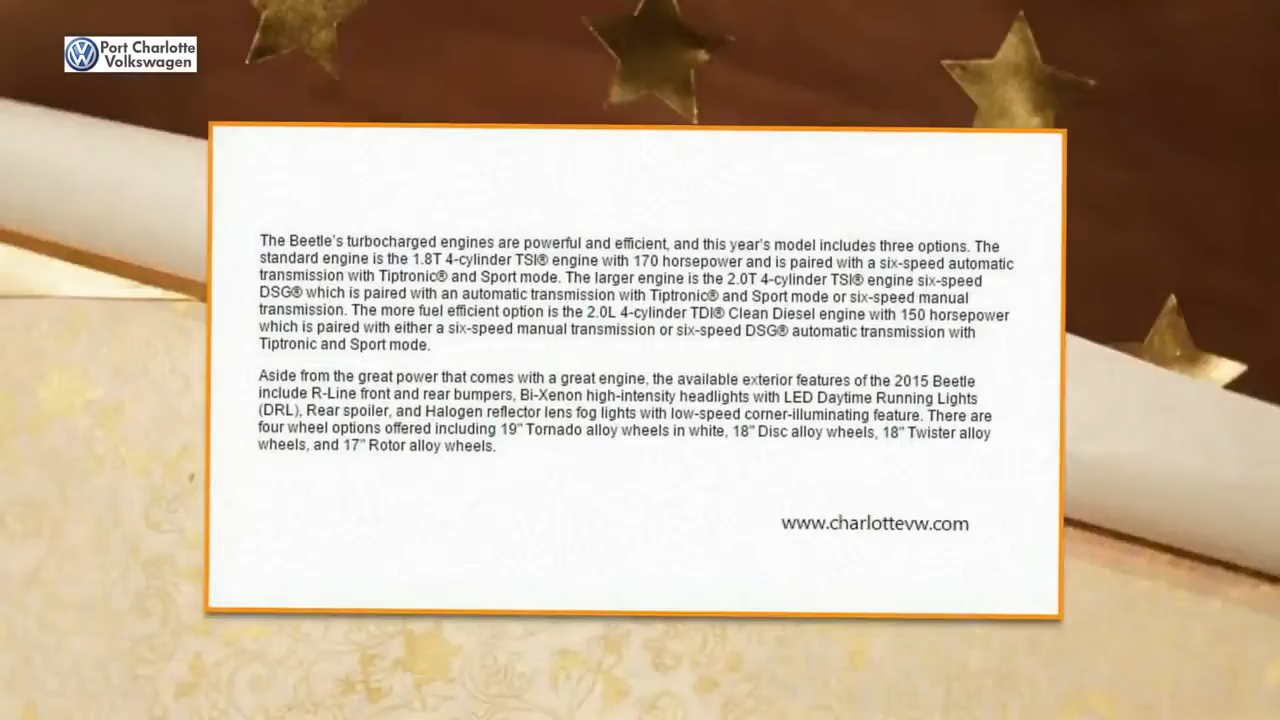 Port Charlotte
Volkswagen
The Beetle's turbocharged engines are powerful and efficient, and this year's model includes three options. The
standard engine is the 1.8T 4-cylinder TSI® engine with 170 horsepower and is paired with a six-speed automatic
transmission with Tiptronic® and Sport mode. The larger engine is the 2.0T 4-cylinder TSI® engine six-speed
DSG® which is paired with an automatic transmission with Tiptronic® and Sport mode or six-speed manual
transmission. The more fuel efficient option is the 2.0L 4-cylinder TDI® Clean Diesel engine with 150 horsepower
which is paired with either a six-speed manual transmission or six-speed DSG® automatic transmission with
Tiptronic and Sport mode.
Aside from the great power that comes with a great engine, the available exterior features of the 2015 Beetle
include R-Line front and rear bumpers, Bi-Xenon high-intensity headlights with LED Daytime Running Lights
(DRL), Rear spoiler, and Halogen reflector lens fog lights with low-speed corner-illuminating feature. There are
four wheel options offered including 19" Tornado alloy wheels in white, 18" Disc alloy wheels, 18" Twister alloy
wheels, and 17" Rotor alloy wheels.
www.charlottevw.com